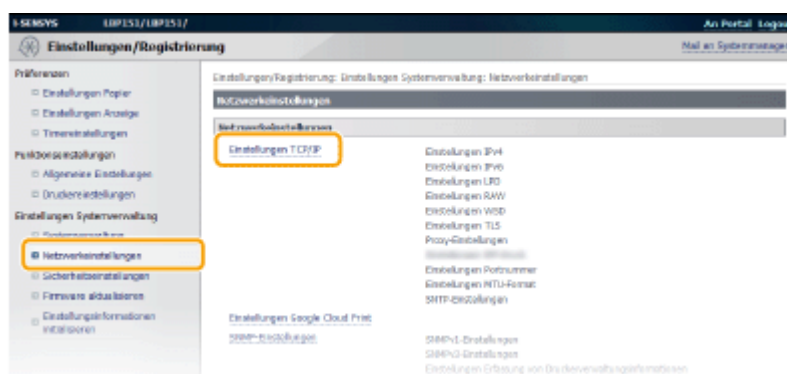 i-SENSYS LBP151/LBP151/ An Portal Logou
Einstellungen/Registrierung Mail an Systemmanage
Präferenzen
Einstellungen Papier
Einstellungen Anzeige
Timereinstellungen
Funktionseinstellungen
Allgemeine Einstellungen
Druckereinstellungen
Einstellungen Systemverwaltung
Systemverwaltung
Netzwerkeinstellungen
Sicherheitseinstellungen
Firmware aktualisieren
Einstellungsinformationen
initialisieren
Einstellungen/Registrierung: Einstellungen Systemverwaltung: Netzwerkeinstellungen
Netzwerkeinstellungen
Netzwerkeinstellungen
Einstellungen TCP/IP
Einstellungen IPv4
Einstellungen IPv6
Einstellungen LPD
Einstellungen RAW
Einstellungen WSD
Einstellungen TLS
Proxy-Einstellungen
Einstellungen Portnummer
Einstellungen MTU-Format
SNTP-Einstellungen
Einstellungen Google Cloud Print
SNMP-Einstellungen
SNMPv1-Einstellungen
SNMPv3-Einstellungen
Einstellungen Erfassung von Druckerverwaltungsinformationen